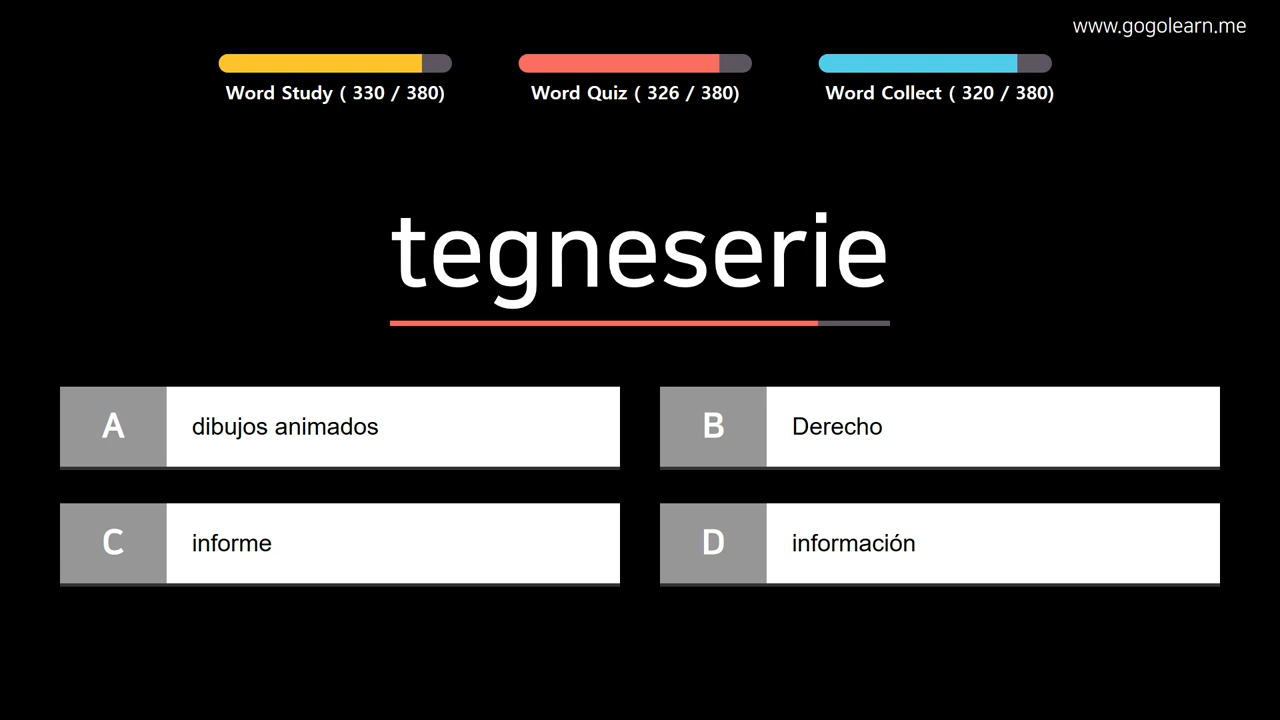 www.gogolearn.me
Word Study ( 330 / 380)
Word Quiz ( 326 / 380)
Word Collect ( 320 / 380)
tegneserie
A dibujos animados
B Derecho
C informe
D información